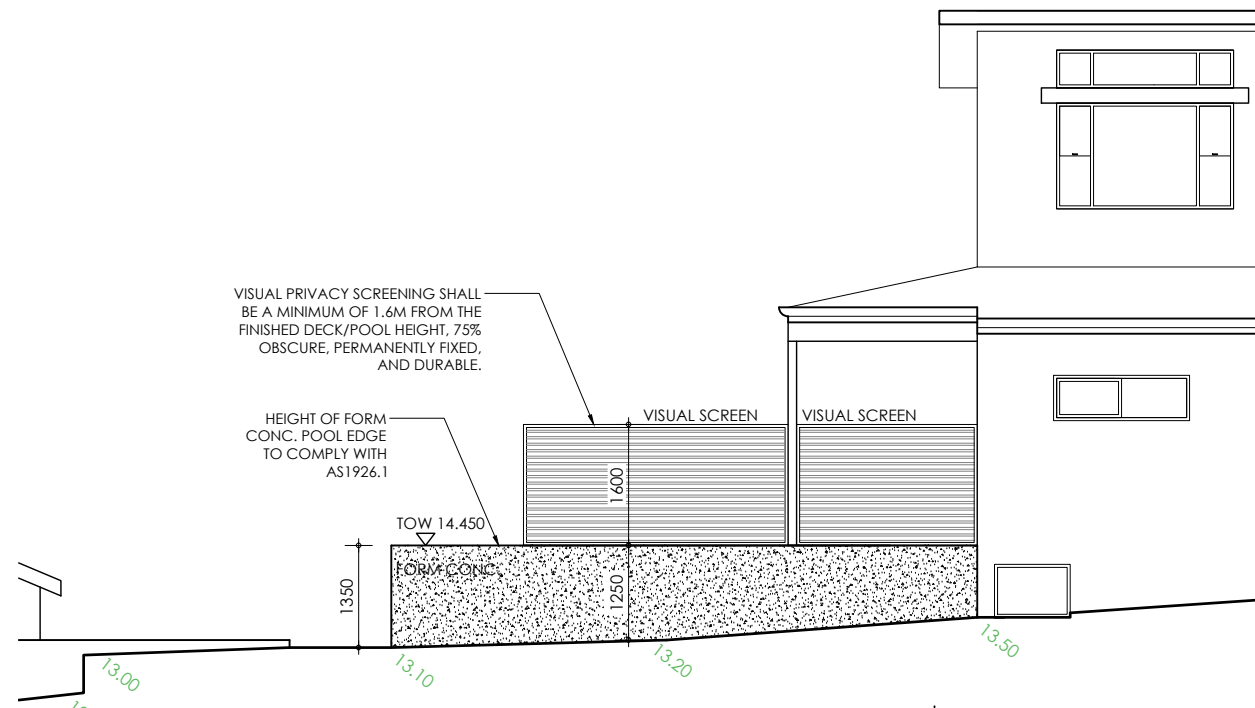 VISUAL PRIVACY SCREENING SHALL
BE A MINIMUM OF 1.6M FROM THE
FINISHED DECK/POOL HEIGHT, 75%
OBSCURE, PERMANENTLY FIXED,
AND DURABLE.
HEIGHT OF FORM
CONC. POOL EDGE
TO COMPLY WITH
AS1926.1
VISUAL SCREEN
VISUAL SCREEN
1600
TOW 14.450
FORM CONC.
1350
1250
13.00
13.10
13.20
13.50